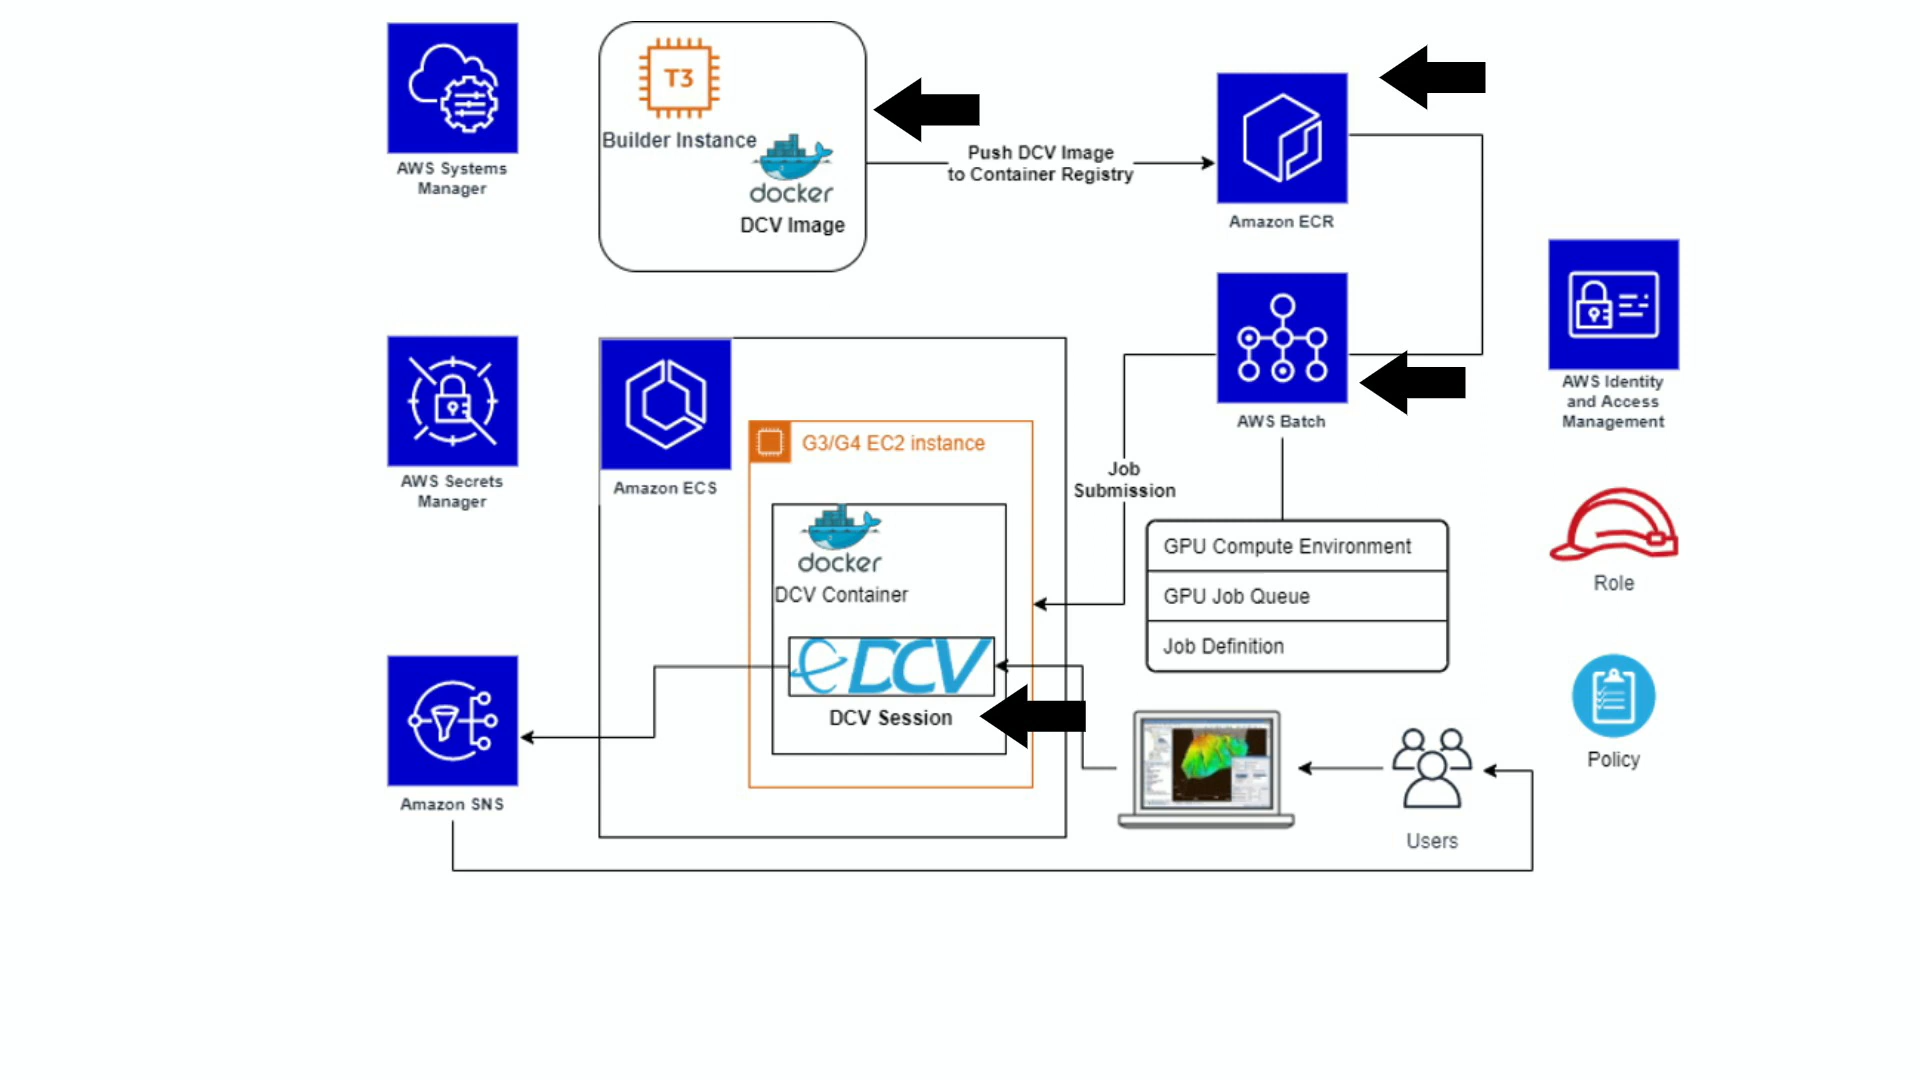 AWS Systems
Manager
T3
Builder Instance
docker
DCV Image
Push DCV Image
to Container Registry
Amazon ECR
AWS Identity
and Access
Management
AWS Batch
AWS Secrets
Manager
Amazon ECS
G3/G4 EC2 instance
Job
Submission
docker
DCV Container
GPU Compute Environment
GPU Job Queue
Job Definition
Role
DCV
DCV Session
Policy
Amazon SNS
Users